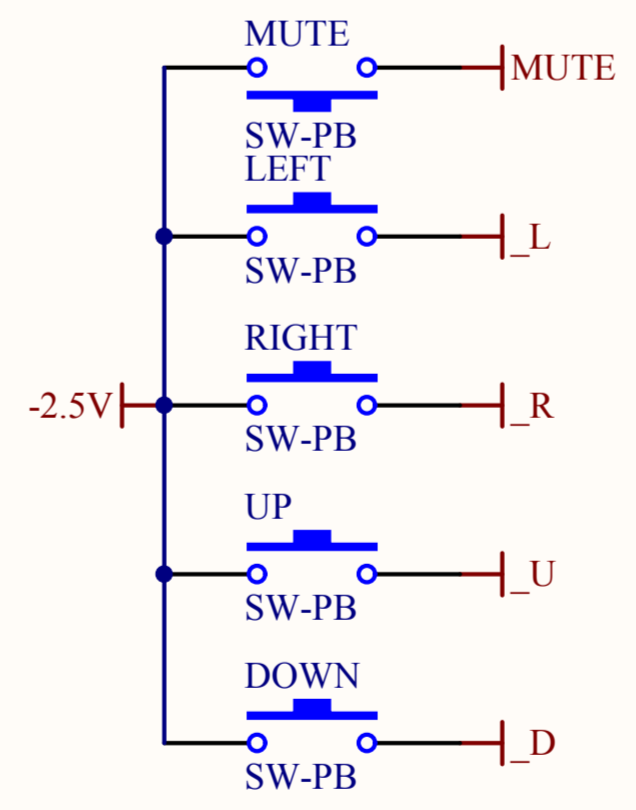 MUTE
MUTE
SW-PB
LEFT
_L
SW-PB
RIGHT
-2.5V
_R
SW-PB
UP
_U
SW-PB
DOWN
_D
SW-PB